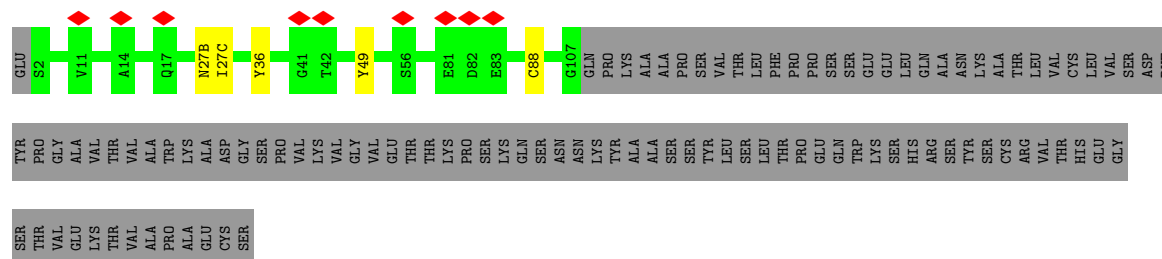 GLU S2 V11 A14 Q17 N27B I27C Y36 G41 T42 Y49 S56 E81 D82 E83 C88 G107 GLN PRO LYS ALA ALA PRO SER VAL THR LEU PHE PRO PRO SER SER GLU GLU LEU GLN ALA ASN LYS ALA THR LEU VAL CYS LEU VAL SER ASP
TYR PRO GLY ALA VAL THR VAL ALA TRP LYS ALA ASP GLY SER PRO VAL LYS VAL GLY VAL GLU THR THR LYS PRO SER LYS GLN SER ASN ASN LYS TYR ALA ALA SER SER TYR LEU SER LEU THR PRO GLU GLN TRP LYS SER HIS ARG SER TYR SER CYS ARG VAL THR HIS GLU GLY
SER THR VAL GLU LYS THR VAL ALA PRO ALA GLU CYS SER